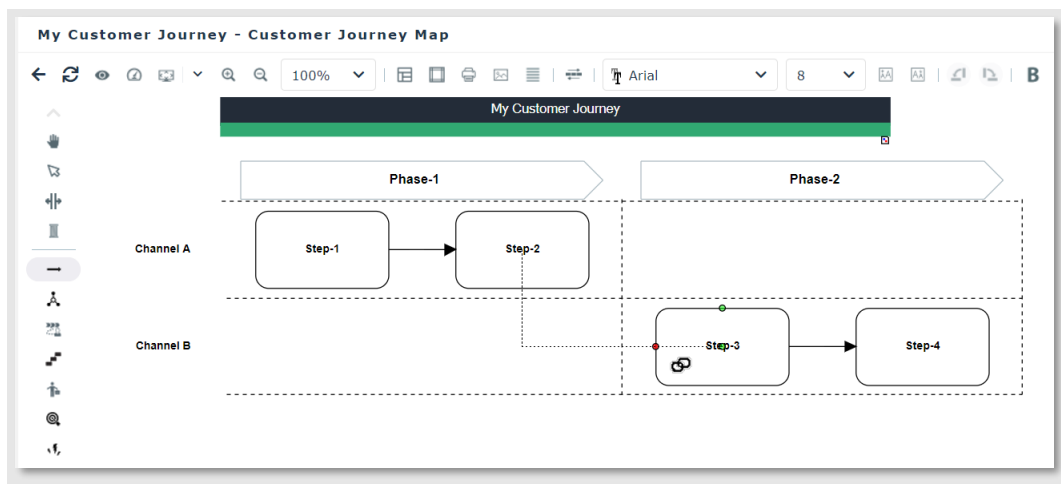 My Customer Journey - Customer Journey Map
100% Arial 8 B
My Customer Journey
Phase-1 Phase-2
Channel A Step-1 Step-2
Channel B Step-3 Step-4